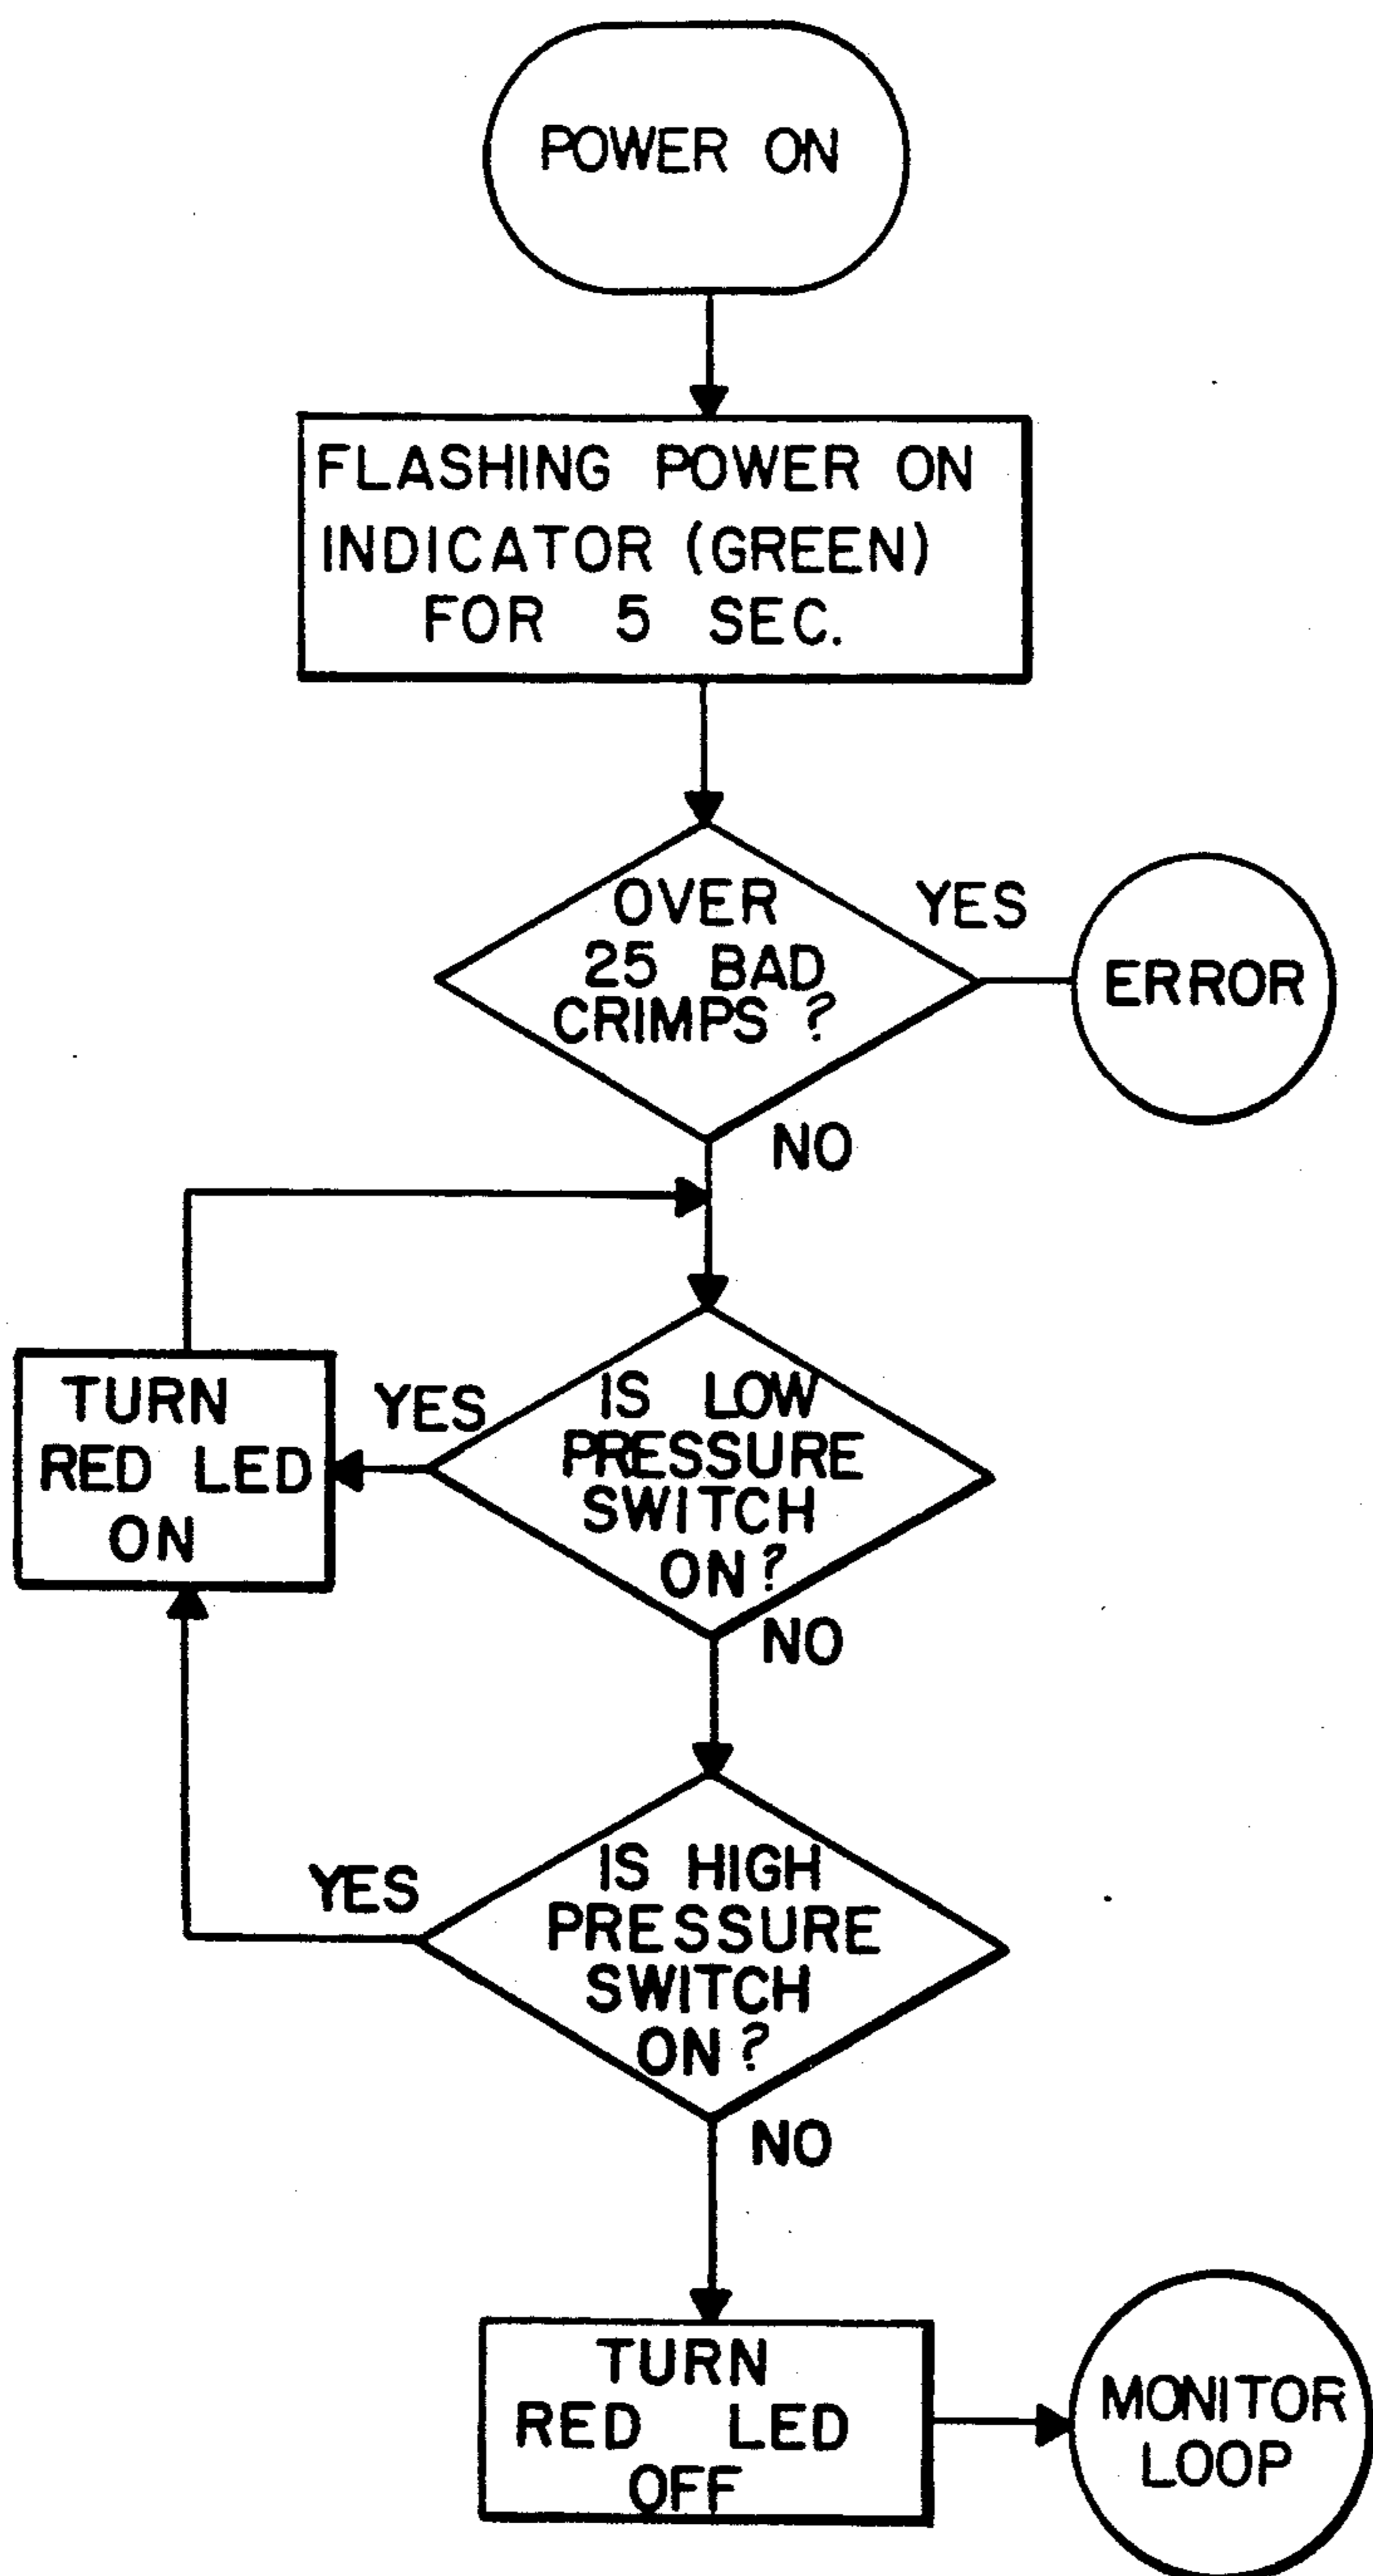 POWER ON
FLASHING POWER ON
INDICATOR (GREEN)
FOR 5 SEC.
OVER
25 BAD
CRIMPS ?
YES
ERROR
NO
TURN
RED LED
ON
YES
IS LOW
PRESSURE
SWITCH
ON?
NO
YES
IS HIGH
PRESSURE
SWITCH
ON?
NO
TURN
RED LED
OFF
MONITOR
LOOP